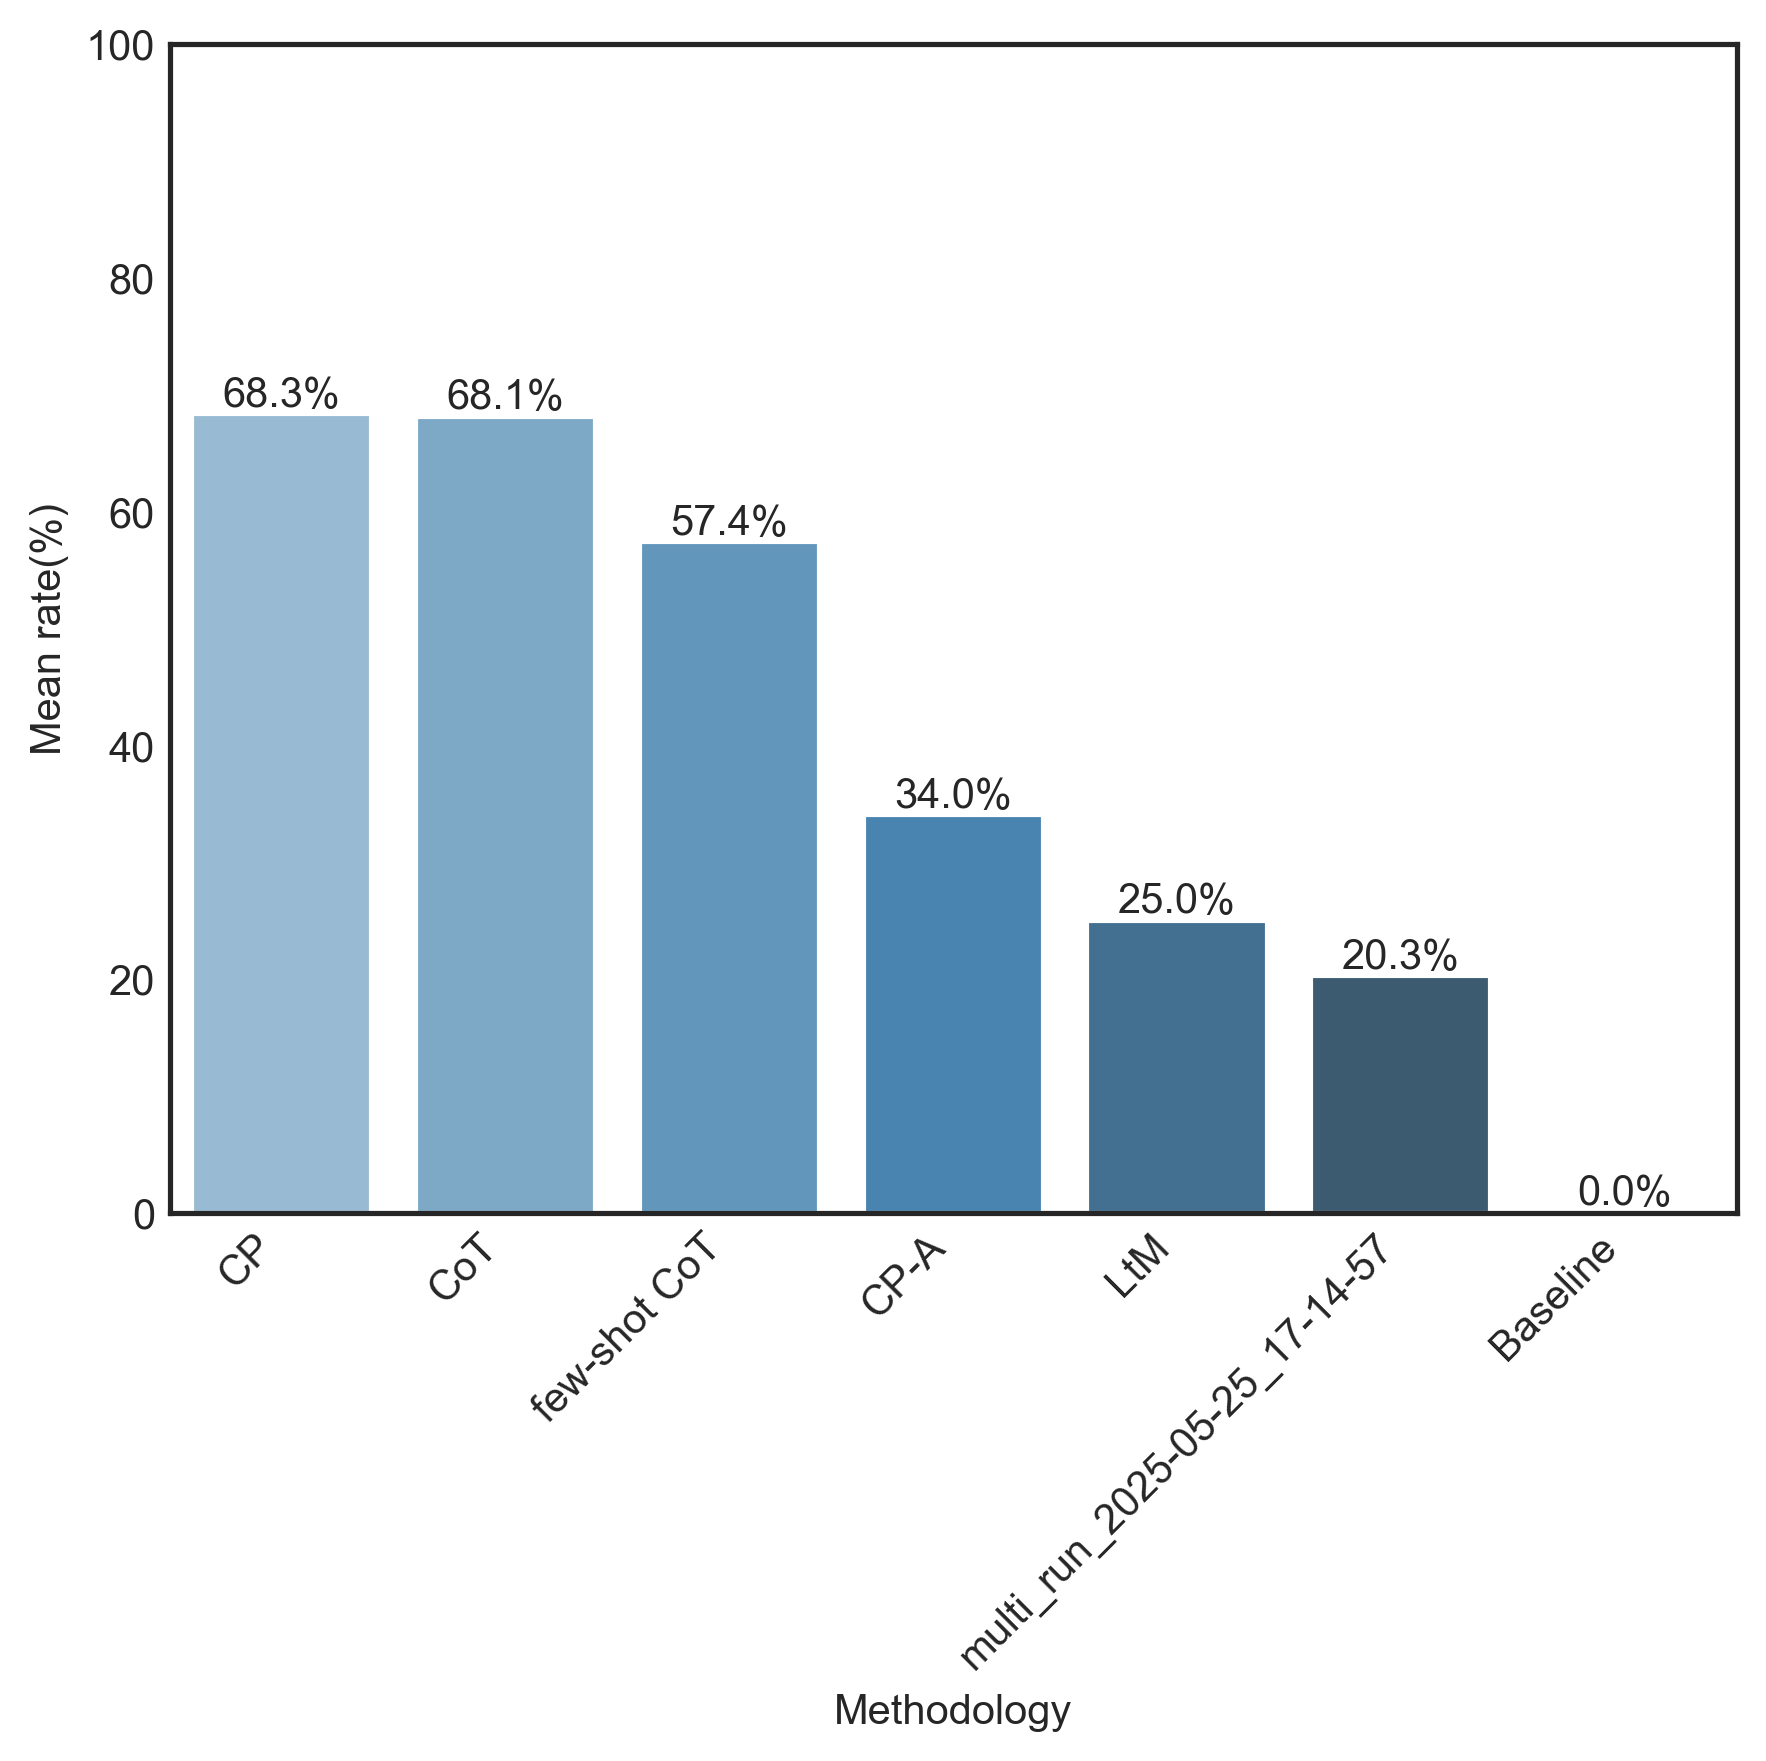 100
80
60
40
20
0
Mean rate(%)
68.3%
68.1%
57.4%
34.0%
25.0%
20.3%
0.0%
CP
CoT
few-shot CoT
CP-A
LtM
multi_run_2025-05-25_17-14-57
Baseline
Methodology